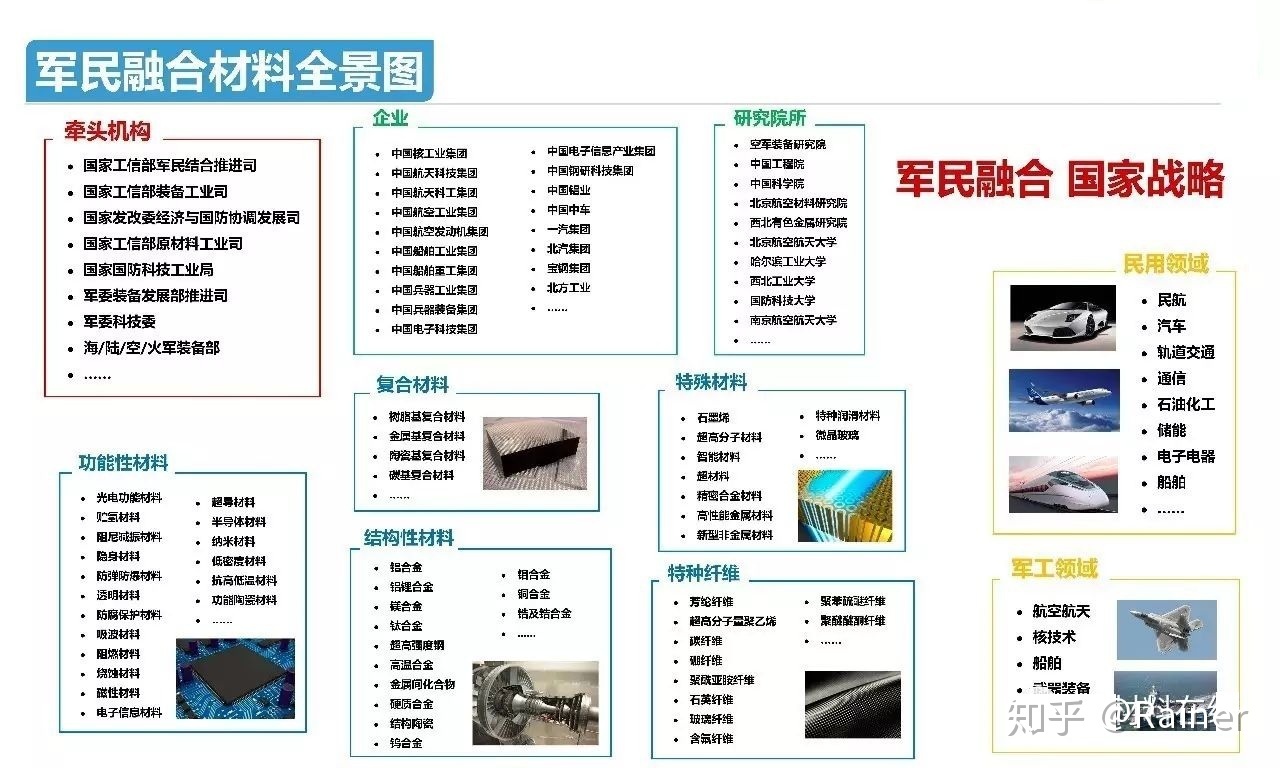 军民融合材料全景图
牵头机构
国家工信部军民结合推进司
国家工信部装备工业司
国家发改委经济与国防协调发展司
国家工信部原材料工业司
国家国防科技工业局
军委装备发展部推进司
军委科技委
海/陆/空/火军装备部
......
企业
中国核工业集团
中国航天科技集团
中国航天科工集团
中国航空工业集团
中国航空发动机集团
中国船舶工业集团
中国船舶重工集团
中国兵器工业集团
中国兵器装备集团
中国电子科技集团
中国电子信息产业集团
中国钢研科技集团
中国铝业
中国中车
一汽集团
北汽集团
宝钢集团
北方工业
......
研究院所
空军装备研究院
中国工程院
中国科学院
北京航空材料研究院
西北有色金属研究院
北京航空航天大学
哈尔滨工业大学
西北工业大学
国防科技大学
南京航空航天大学
......
军民融合 国家战略
民用领域
民航
汽车
轨道交通
通信
石油化工
储能
电子电器
船舶
......
复合材料
树脂基复合材料
金属基复合材料
陶瓷基复合材料
碳基复合材料
......
特殊材料
石墨烯
超高分子材料
智能材料
超材料
精密合金材料
高性能金属材料
新型非金属材料
特种润滑材料
微晶玻璃
......
功能性材料
光电功能材料
贮氢材料
阻尼减振材料
隐身材料
防弹防爆材料
透明材料
防腐保护材料
吸波材料
阻燃材料
烧蚀材料
磁性材料
电子信息材料
超导材料
半导体材料
纳米材料
低密度材料
抗高低温材料
功能陶瓷材料
......
结构性材料
铝合金
铝锂合金
镁合金
钛合金
超高强度钢
高温合金
金属间化合物
硬质合金
结构陶瓷
钨合金
钼合金
铜合金
锆及锆合金
......
特种纤维
芳纶纤维
超高分子量聚乙烯
碳纤维
硼纤维
聚酰亚胺纤维
石英纤维
玻璃纤维
含氟纤维
聚苯硫醚纤维
聚醚醚酮纤维
......
军工领域
航空航天
核技术
船舶
武器装备
知乎 @Rainer